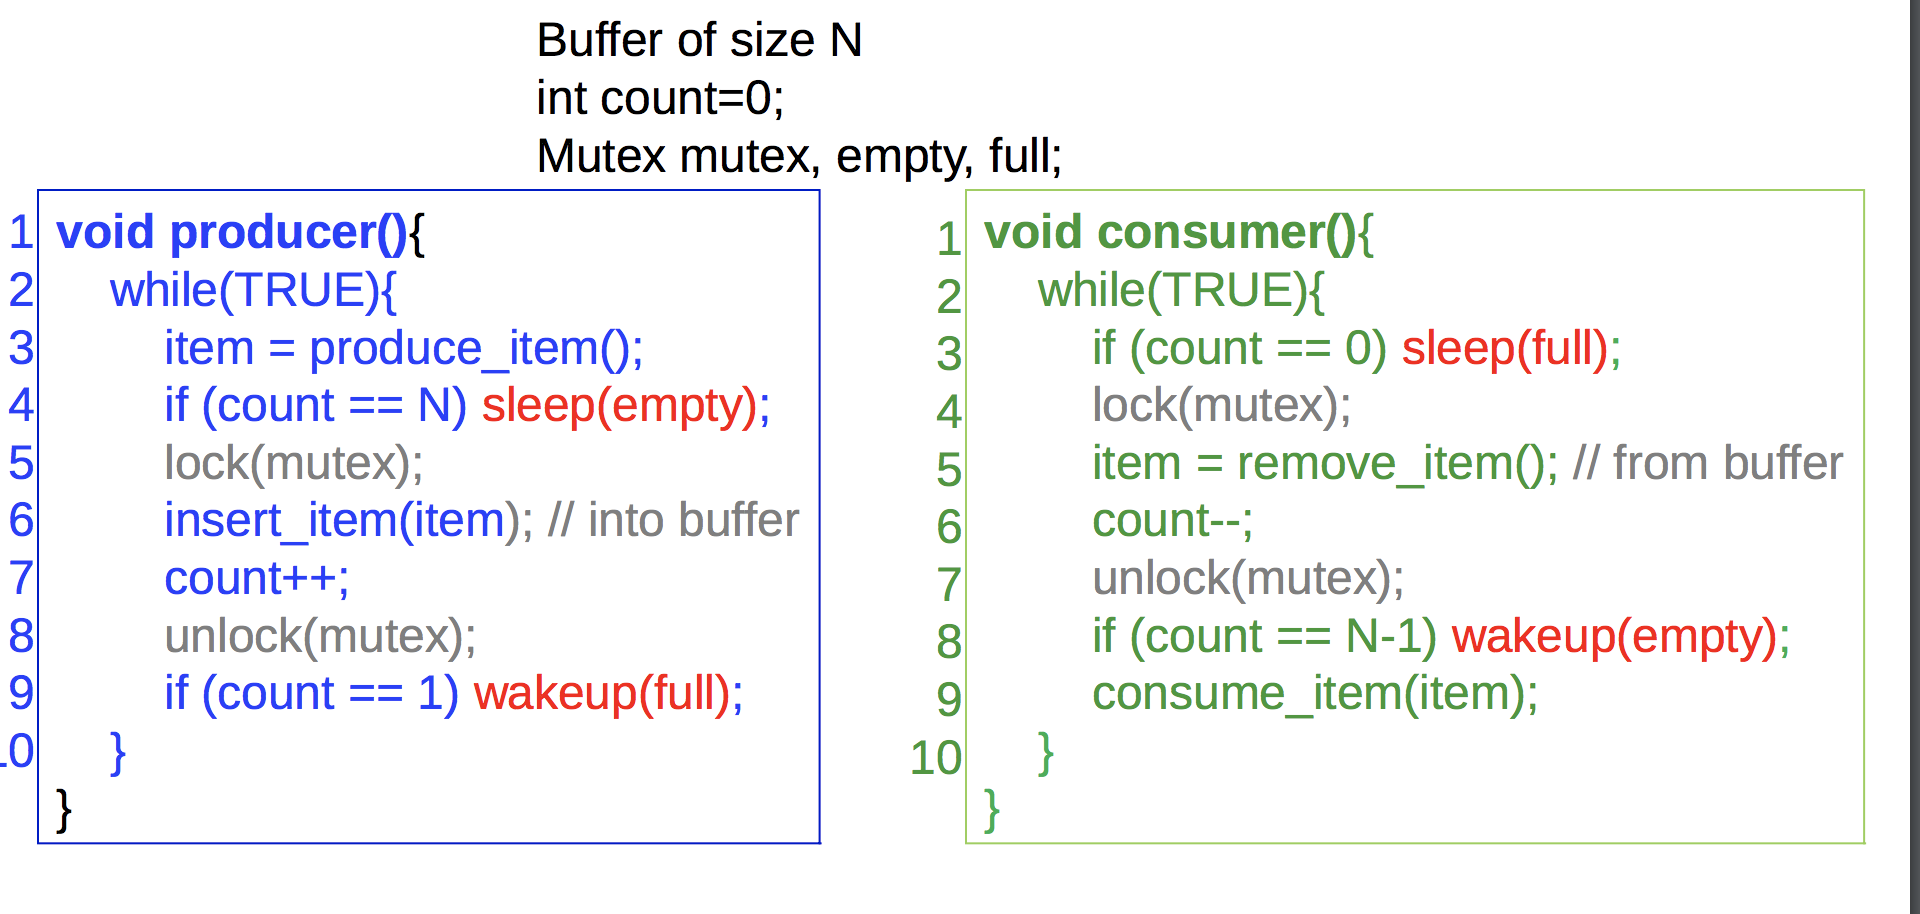 Buffer of size N
int count=0;
Mutex mutex, empty, full;
1 void producer(){
2 while(TRUE){
3 item = produce_item();
4 if (count == N) sleep(empty);
5 lock(mutex);
6 insert_item(item); // into buffer
7 count++;
8 unlock(mutex);
9 if (count == 1) wakeup(full);
10 }
}
1 void consumer(){
2 while(TRUE){
3 if (count == 0) sleep(full);
4 lock(mutex);
5 item = remove_item(); // from buffer
6 count--;
7 unlock(mutex);
8 if (count == N-1) wakeup(empty);
9 consume_item(item);
10 }
}